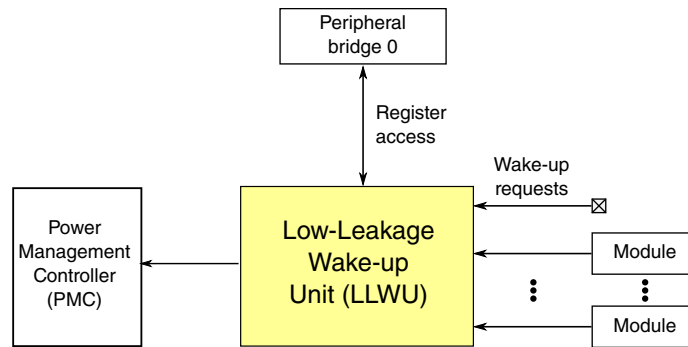 Peripheral
bridge 0
Register
access
Wake-up
requests
Low-Leakage
Wake-up
Unit (LLWU)
Power
Management
Controller
(PMC)
Module
Module